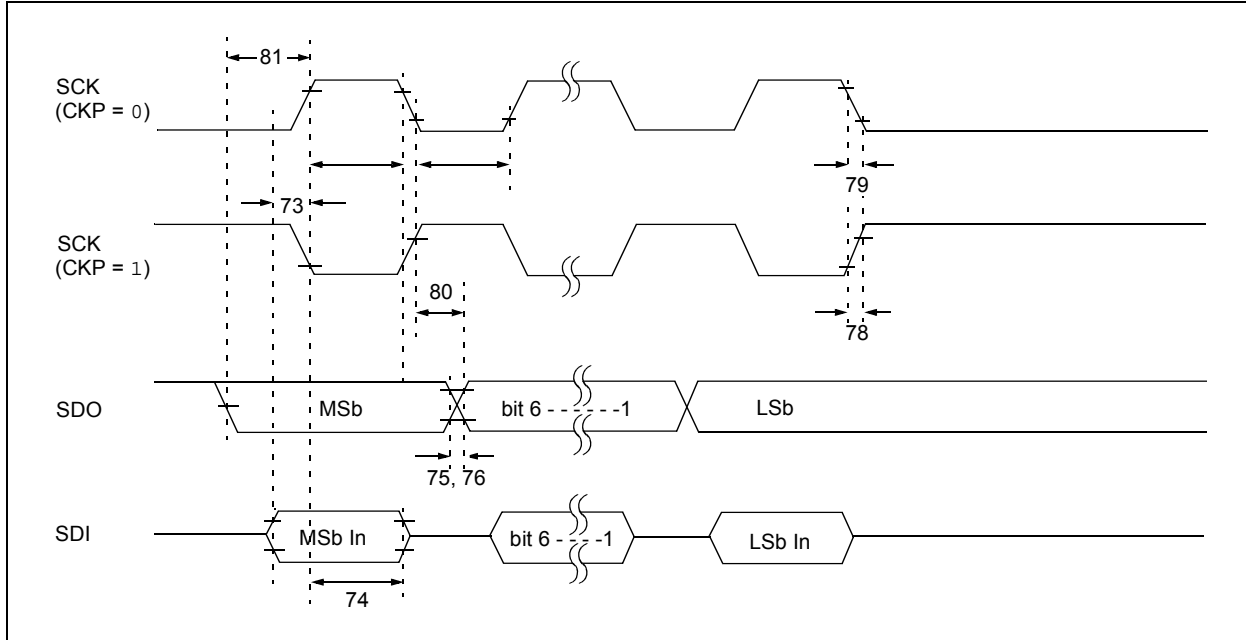 81
SCK
(CKP = 0)
79
73
SCK
(CKP = 1)
80
78
SDO
MSb
bit 6 - - - - - -1
LSb
75, 76
SDI
MSb In
bit 6 - - - -1
LSb In
74